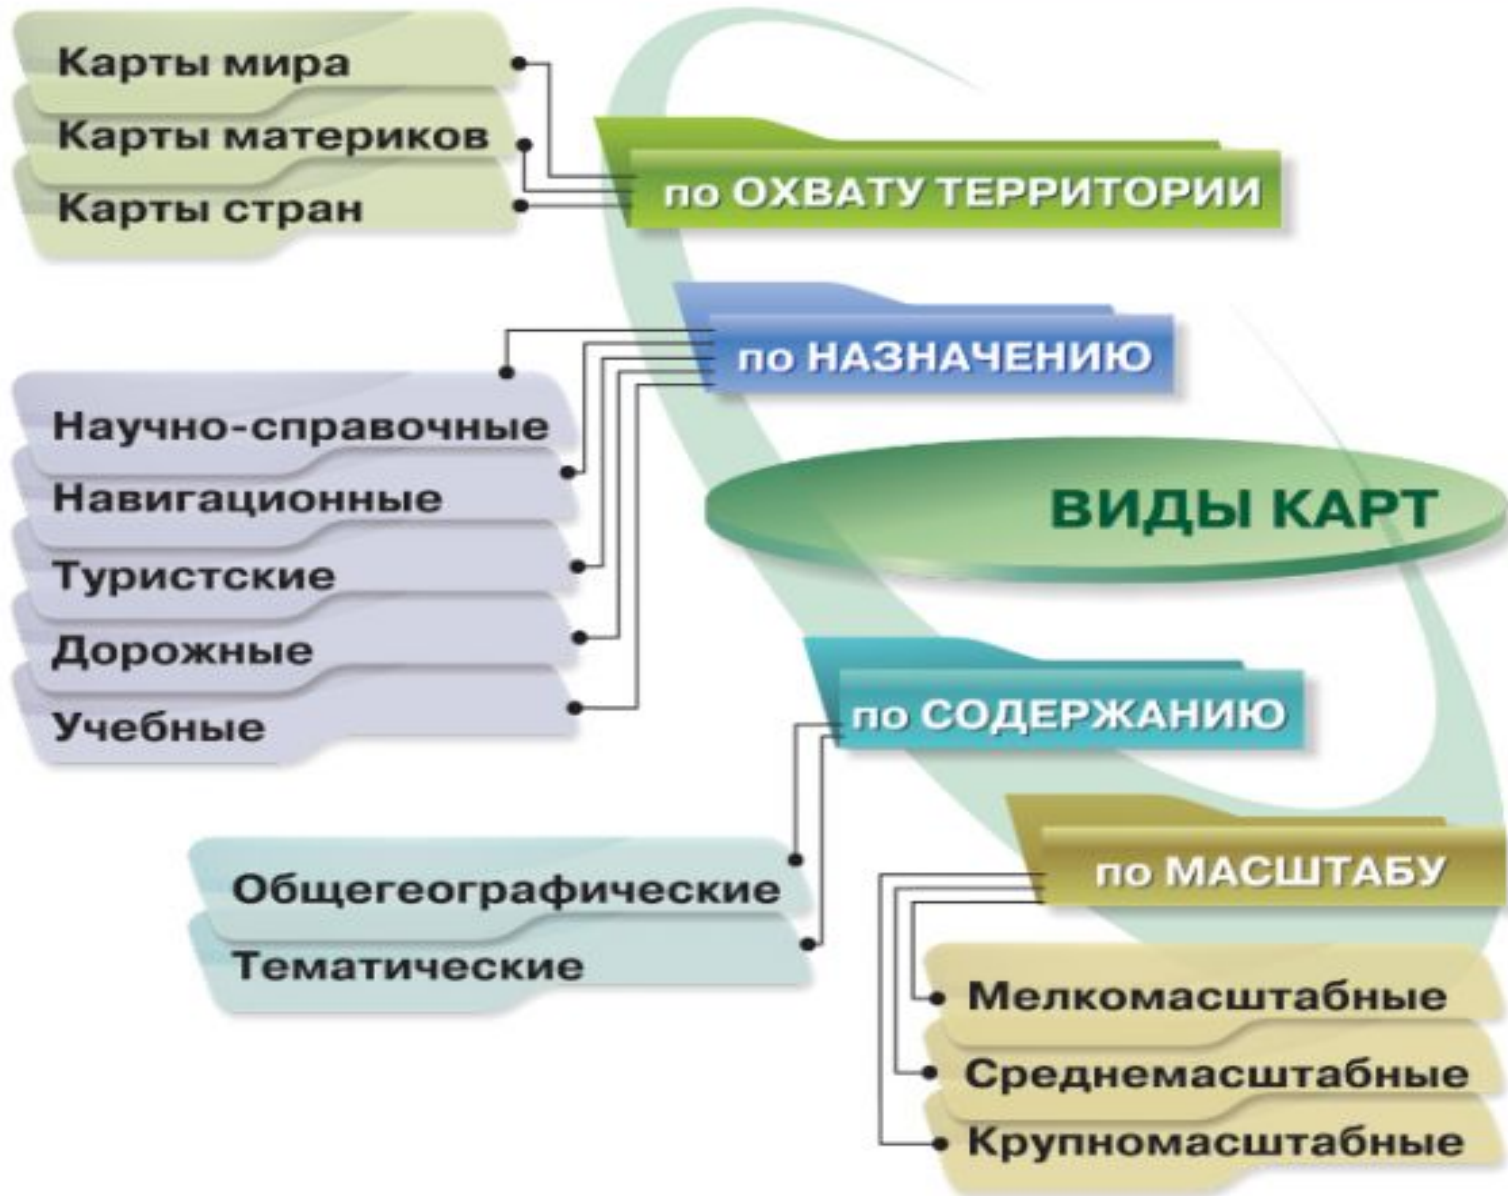 Карты мира
Карты материков
Карты стран
по ОХВАТУ ТЕРРИТОРИИ
по НАЗНАЧЕНИЮ
Научно-справочные
Навигационные
Туристские
Дорожные
Учебные
ВИДЫ КАРТ
по СОДЕРЖАНИЮ
Общегеографические
Тематические
по МАСШТАБУ
Мелкомасштабные
Среднемасштабные
Крупномасштабные